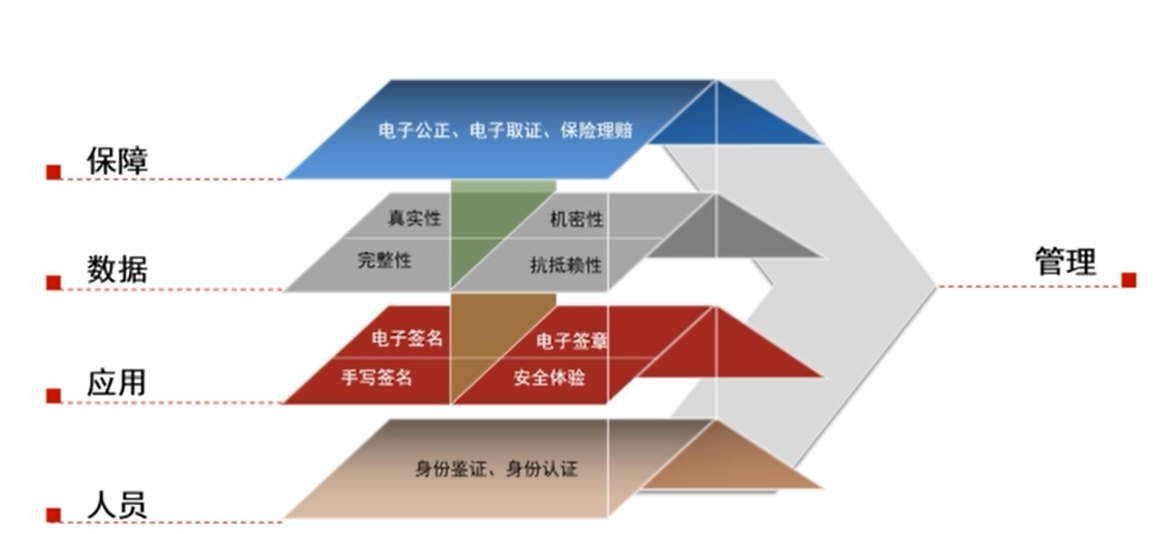 电子公正、电子取证、保险理赔
保障
真实性
机密性
数据
完整性
抗抵赖性
管理
电子签名
电子签章
应用
手写签名
安全体验
身份鉴证、身份认证
人员